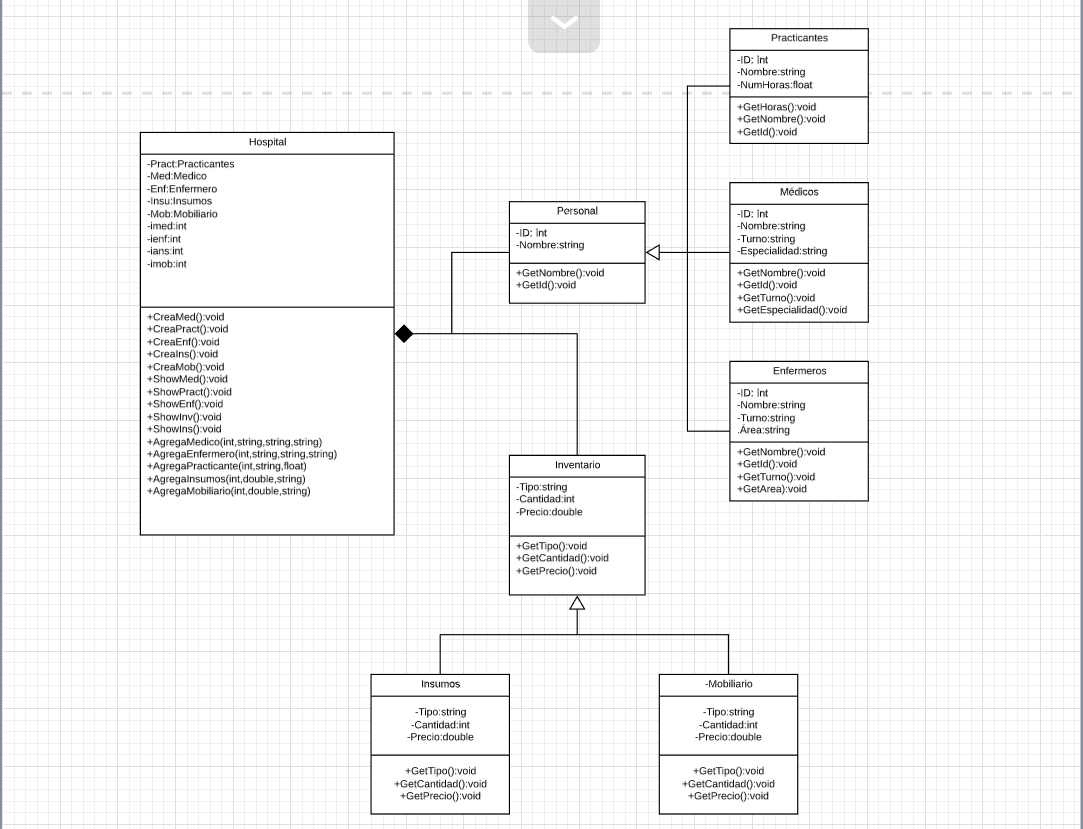 Practicantes
-ID: int
-Nombre:string
-NumHoras:float
+GetHoras():void
+GetNombre():void
+GetId():void
Hospital
-Pract:Practicantes
-Med:Medico
-Enf:Enfermero
-Insu:Insumos
-Mob:Mobiliario
-imed:int
-ienf:int
-ians:int
-imob:int
+CreaMed():void
+CreaPract():void
+CreaEnf():void
+CreaIns():void
+CreaMob():void
+ShowMed():void
+ShowPract():void
+ShowEnf():void
+ShowInv():void
+ShowIns():void
+AgregaMedico(int,string,string,string)
+AgregaEnfermero(int,string,string,string)
+AgregaPracticante(int,string,float)
+AgregaInsumos(int,double,string)
+AgregaMobiliario(int,double,string)
Personal
-ID: int
-Nombre:string
+GetNombre():void
+GetId():void
Médicos
-ID: int
-Nombre:string
-Turno:string
-Especialidad:string
+GetNombre():void
+GetId():void
+GetTurno():void
+GetEspecialidad():void
Enfermeros
-ID: int
-Nombre:string
-Turno:string
.Área:string
+GetNombre():void
+GetId():void
+GetTurno():void
+GetArea):void
Inventario
-Tipo:string
-Cantidad:int
-Precio:double
+GetTipo():void
+GetCantidad():void
+GetPrecio():void
Insumos
-Tipo:string
-Cantidad:int
-Precio:double
+GetTipo():void
+GetCantidad():void
+GetPrecio():void
-Mobiliario
-Tipo:string
-Cantidad:int
-Precio:double
+GetTipo():void
+GetCantidad():void
+GetPrecio():void